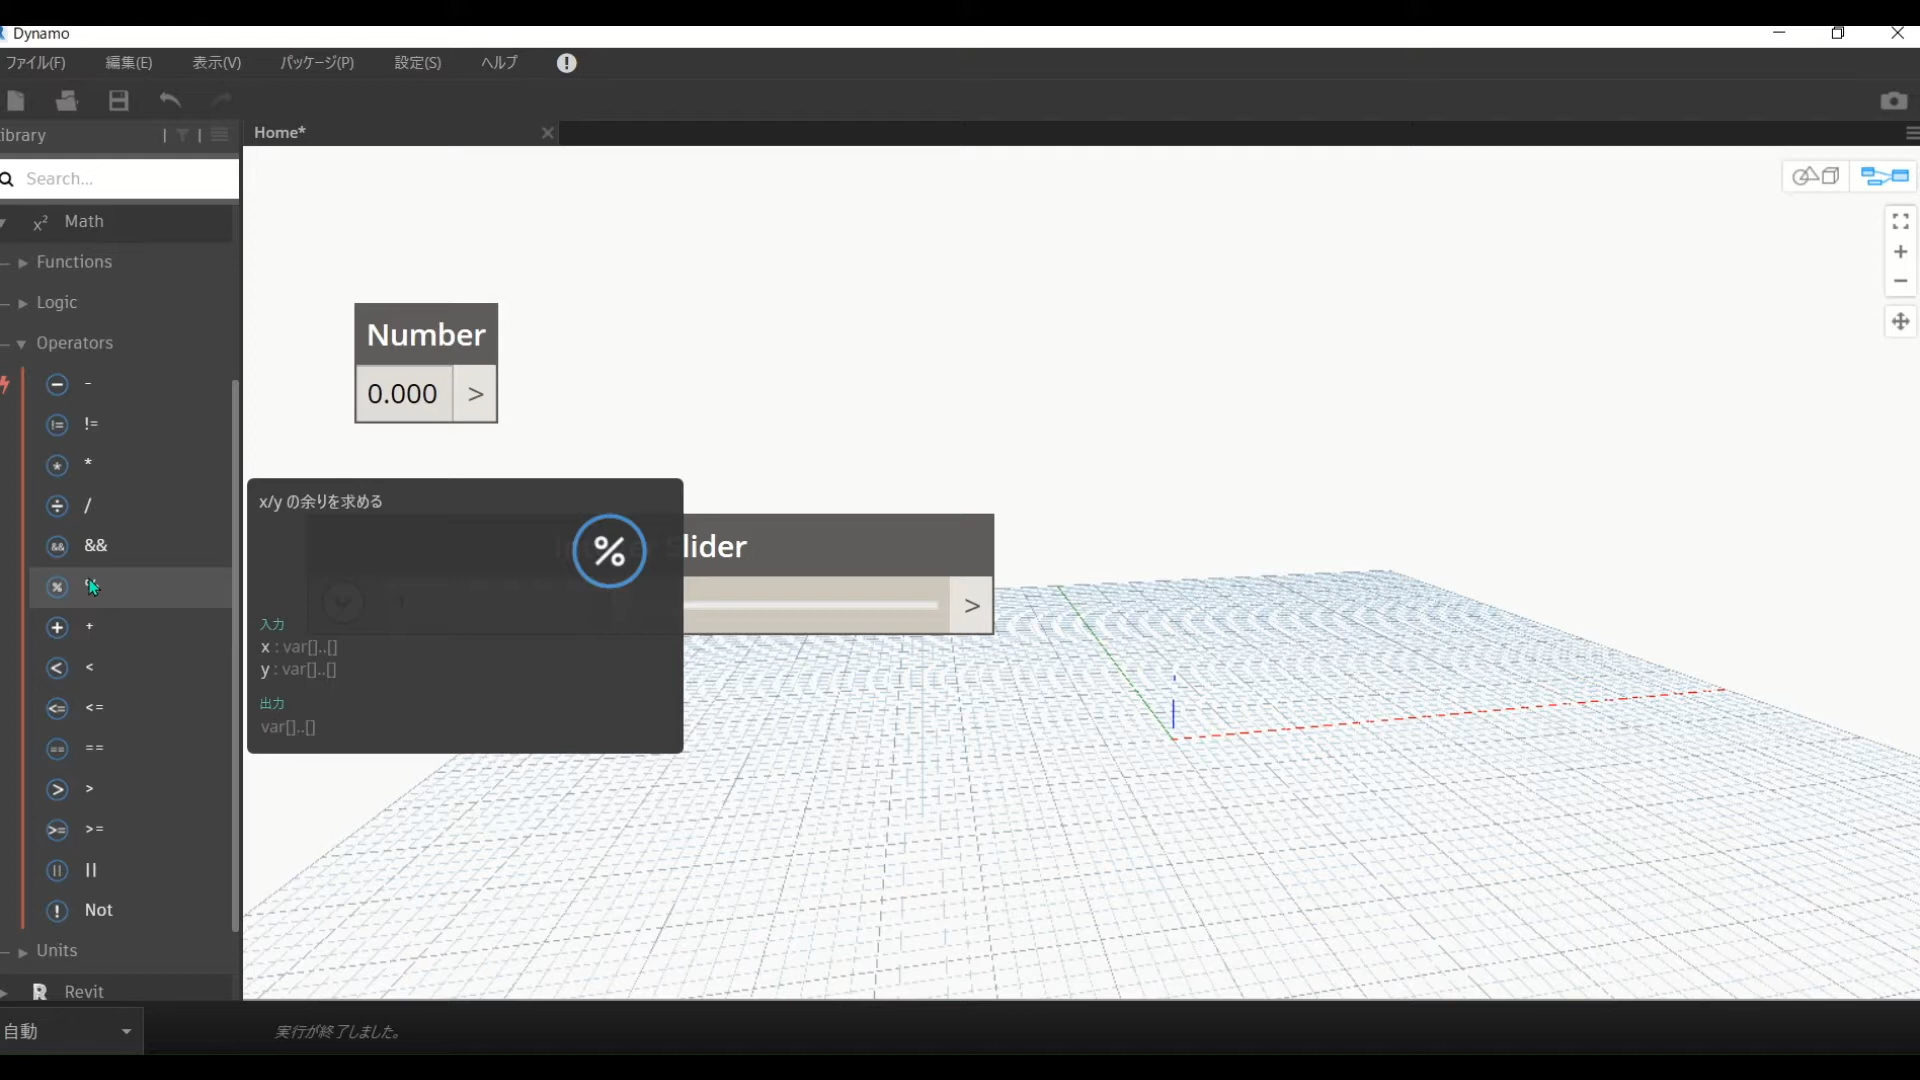 Dynamo
ファイル(F) 編集(E) 表示(V) パッケージ(P) 設定(S) ヘルプ
ibrary
Home*
Search...
Math
Functions
Logic
Operators
-
!=
*
/
&&
+
<
<=
==
>
>=
||
Not
Units
Revit
Number
0.000 >
x/y の余りを求める
%
lider
>
入力
x : var[]..[]
y : var[]..[]
出力
var[]..[]
自動
実行が終了しました。